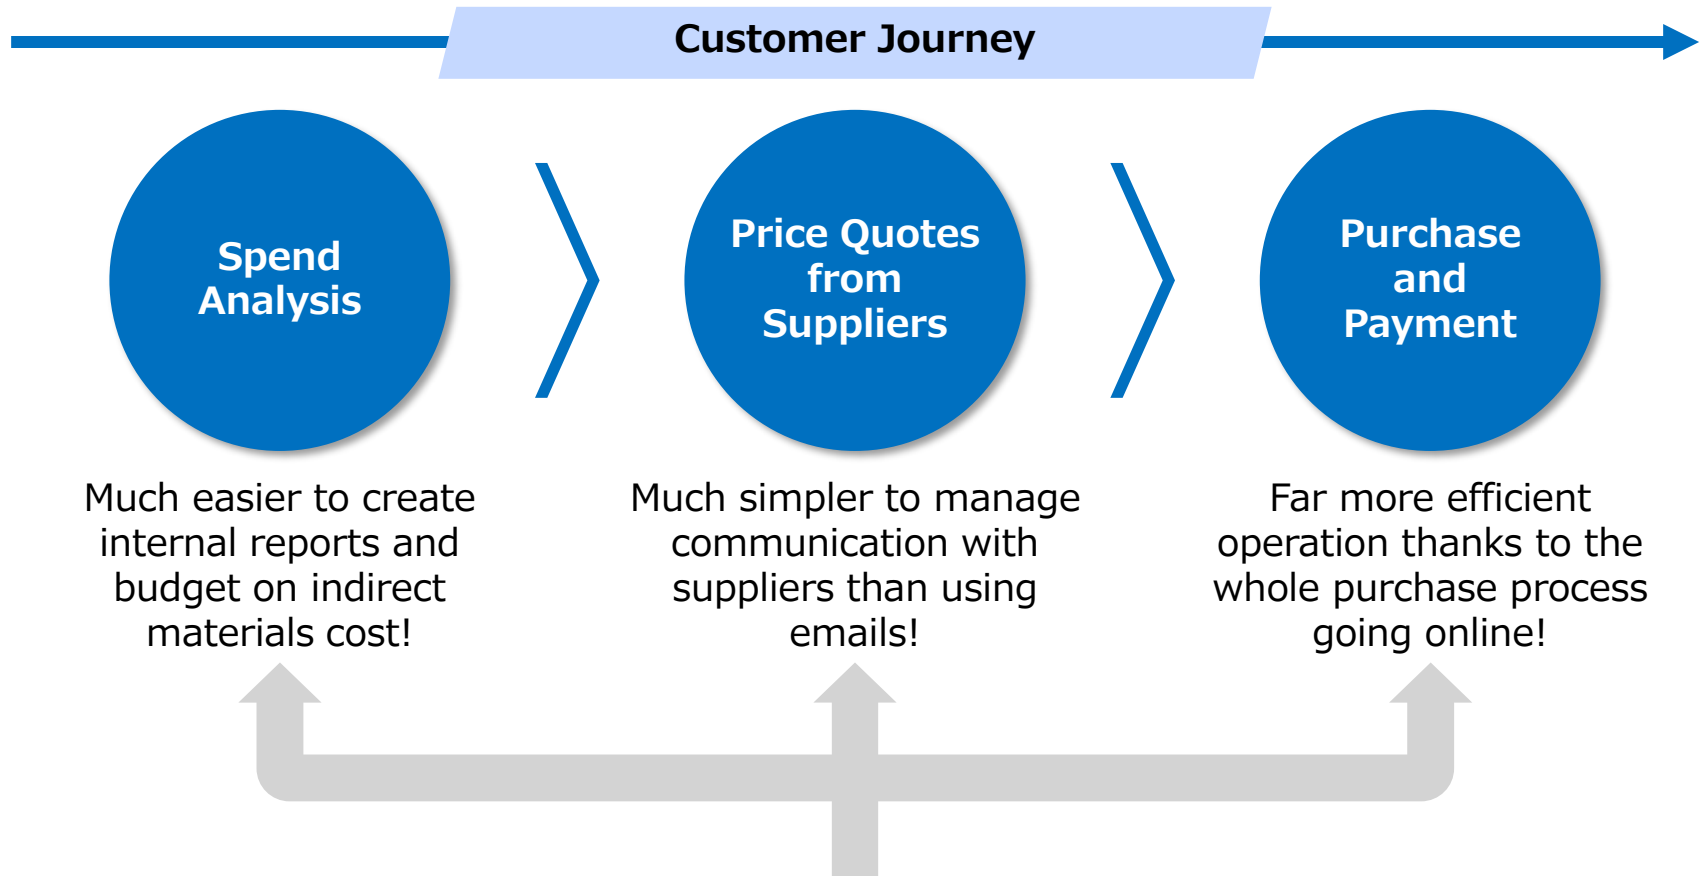 Customer Journey
Spend
Analysis
Price Quotes
from
Suppliers
Purchase
and
Payment
Much easier to create
internal reports and
budget on indirect
materials cost!
Much simpler to manage
communication with
suppliers than using
emails!
Far more efficient
operation thanks to the
whole purchase process
going online!